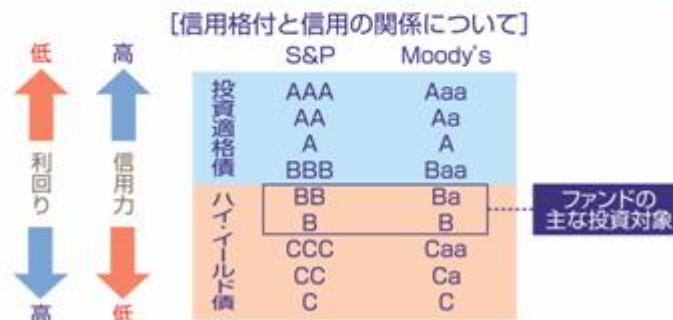 [信用格付と信用の関係について]
S&P Moody's
低 高
利回り 信用力
高 低
投資適格債
AAA Aaa
AA Aa
A A
BBB Baa
ハイ・イールド債
BB Ba
B B
CCC Caa
CC Ca
C C
ファンドの
主な投資対象